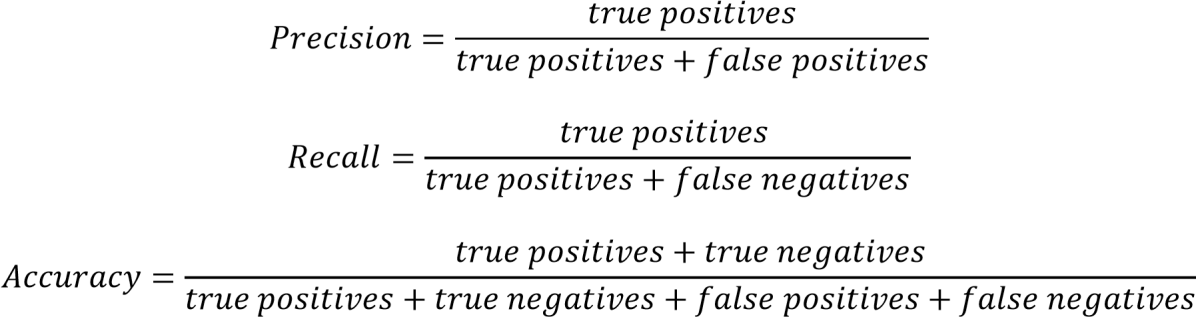 Precision = true positives / true positives + false positives
Recall = true positives / true positives + false negatives
Accuracy = true positives + true negatives / true positives + true negatives + false positives + false negatives